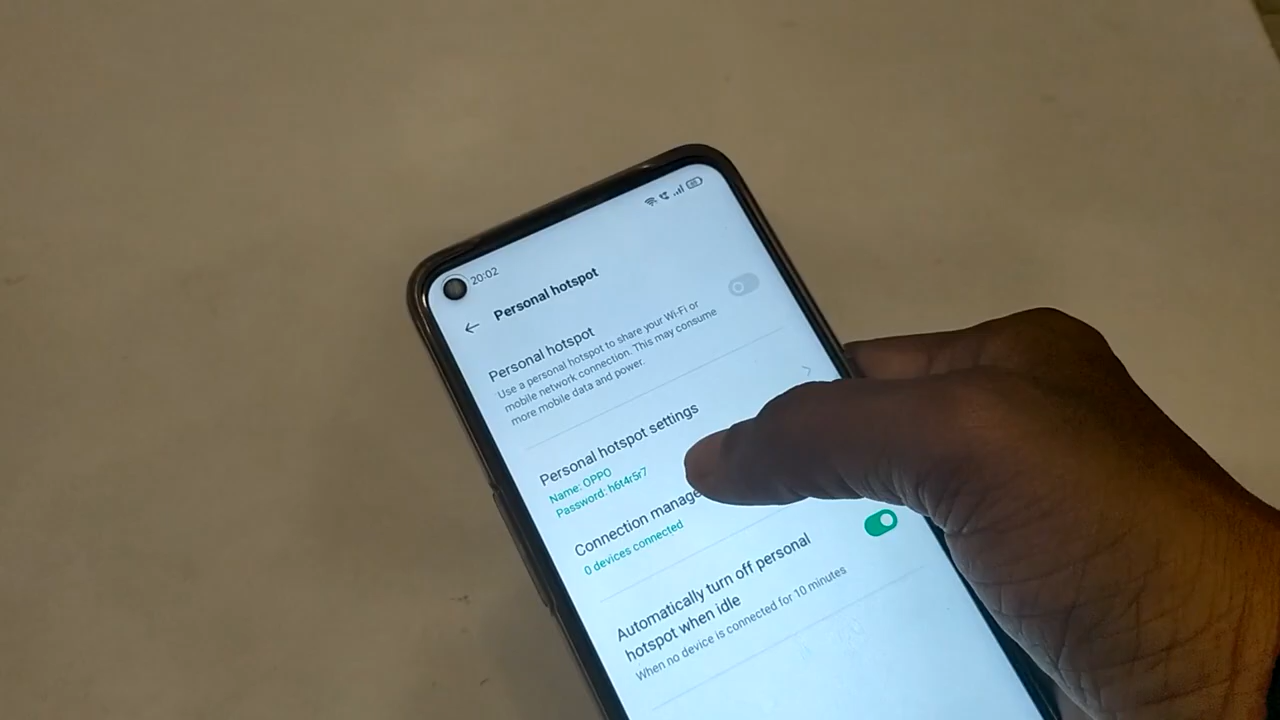 20:02
Personal hotspot
Personal hotspot
Use a personal hotspot to share your Wi-Fi or
mobile network connection. This may consume
more mobile data and power.
Personal hotspot settings
Name: OPPO
Password: h6t4r5r7
Connection manage
0 devices connected
Automatically turn off personal
hotspot when idle
When no device is connected for 10 minutes